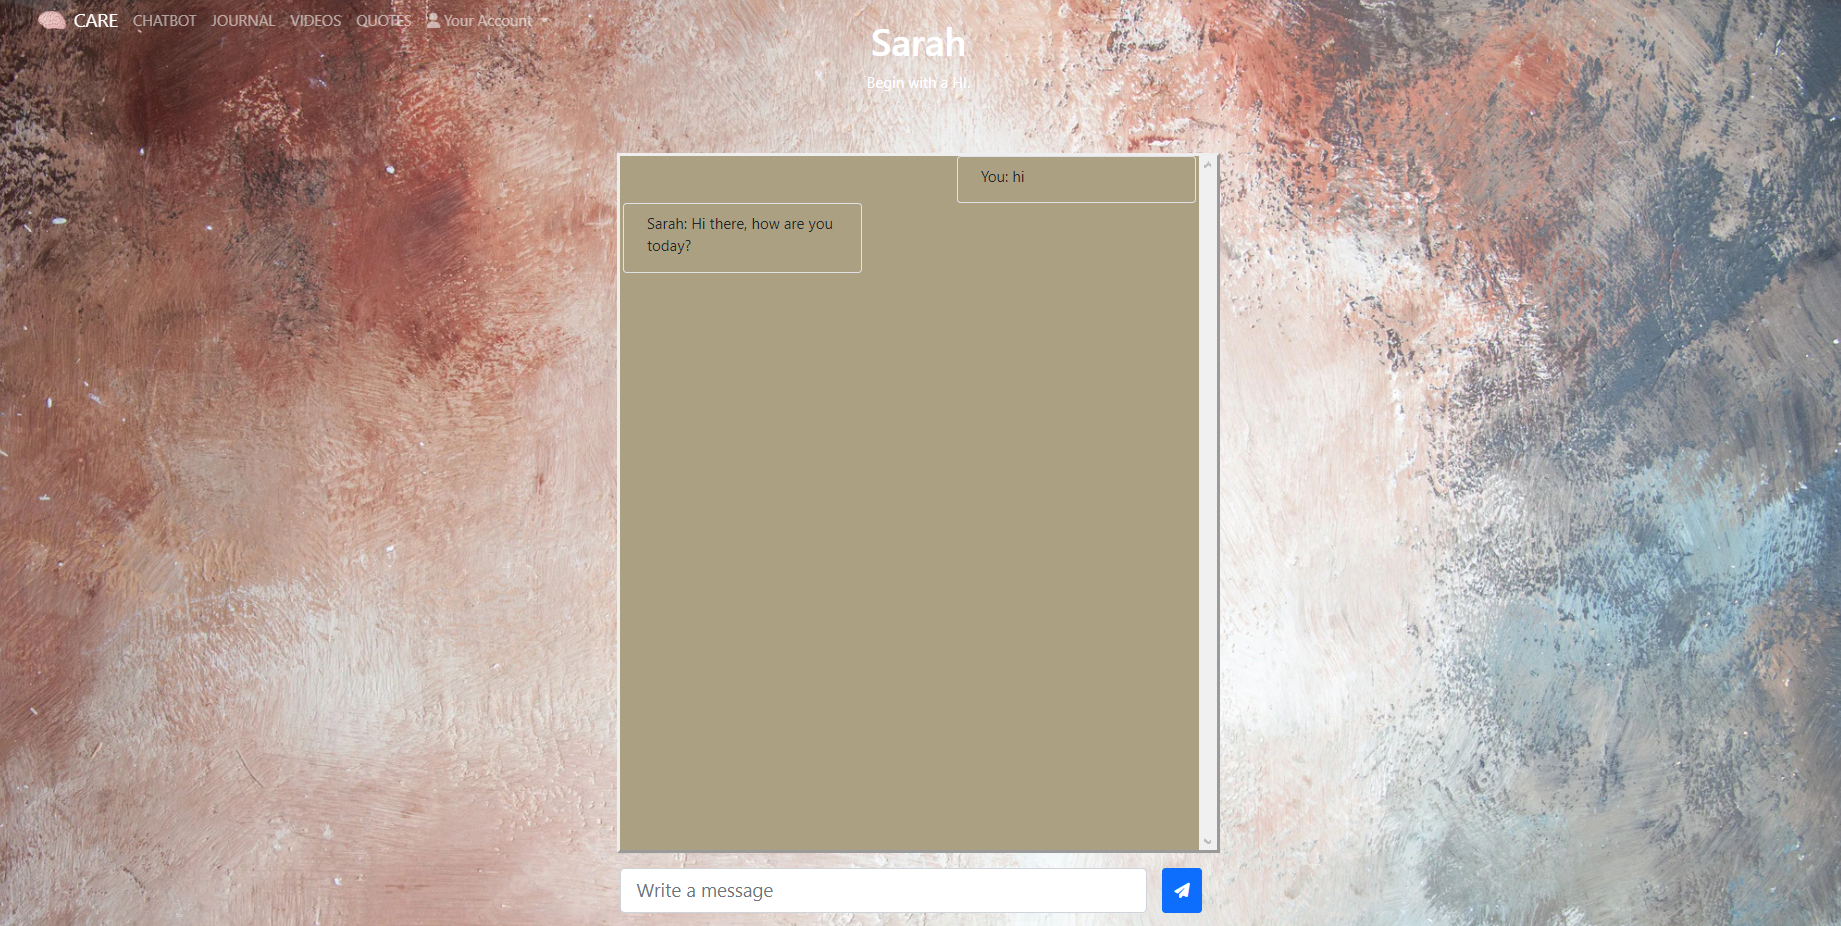 CARE CHATBOT JOURNAL VIDEOS QUOTES Your Account
Sarah
Begin with a Hi.
You: hi
Sarah: Hi there, how are you
today?
Write a message